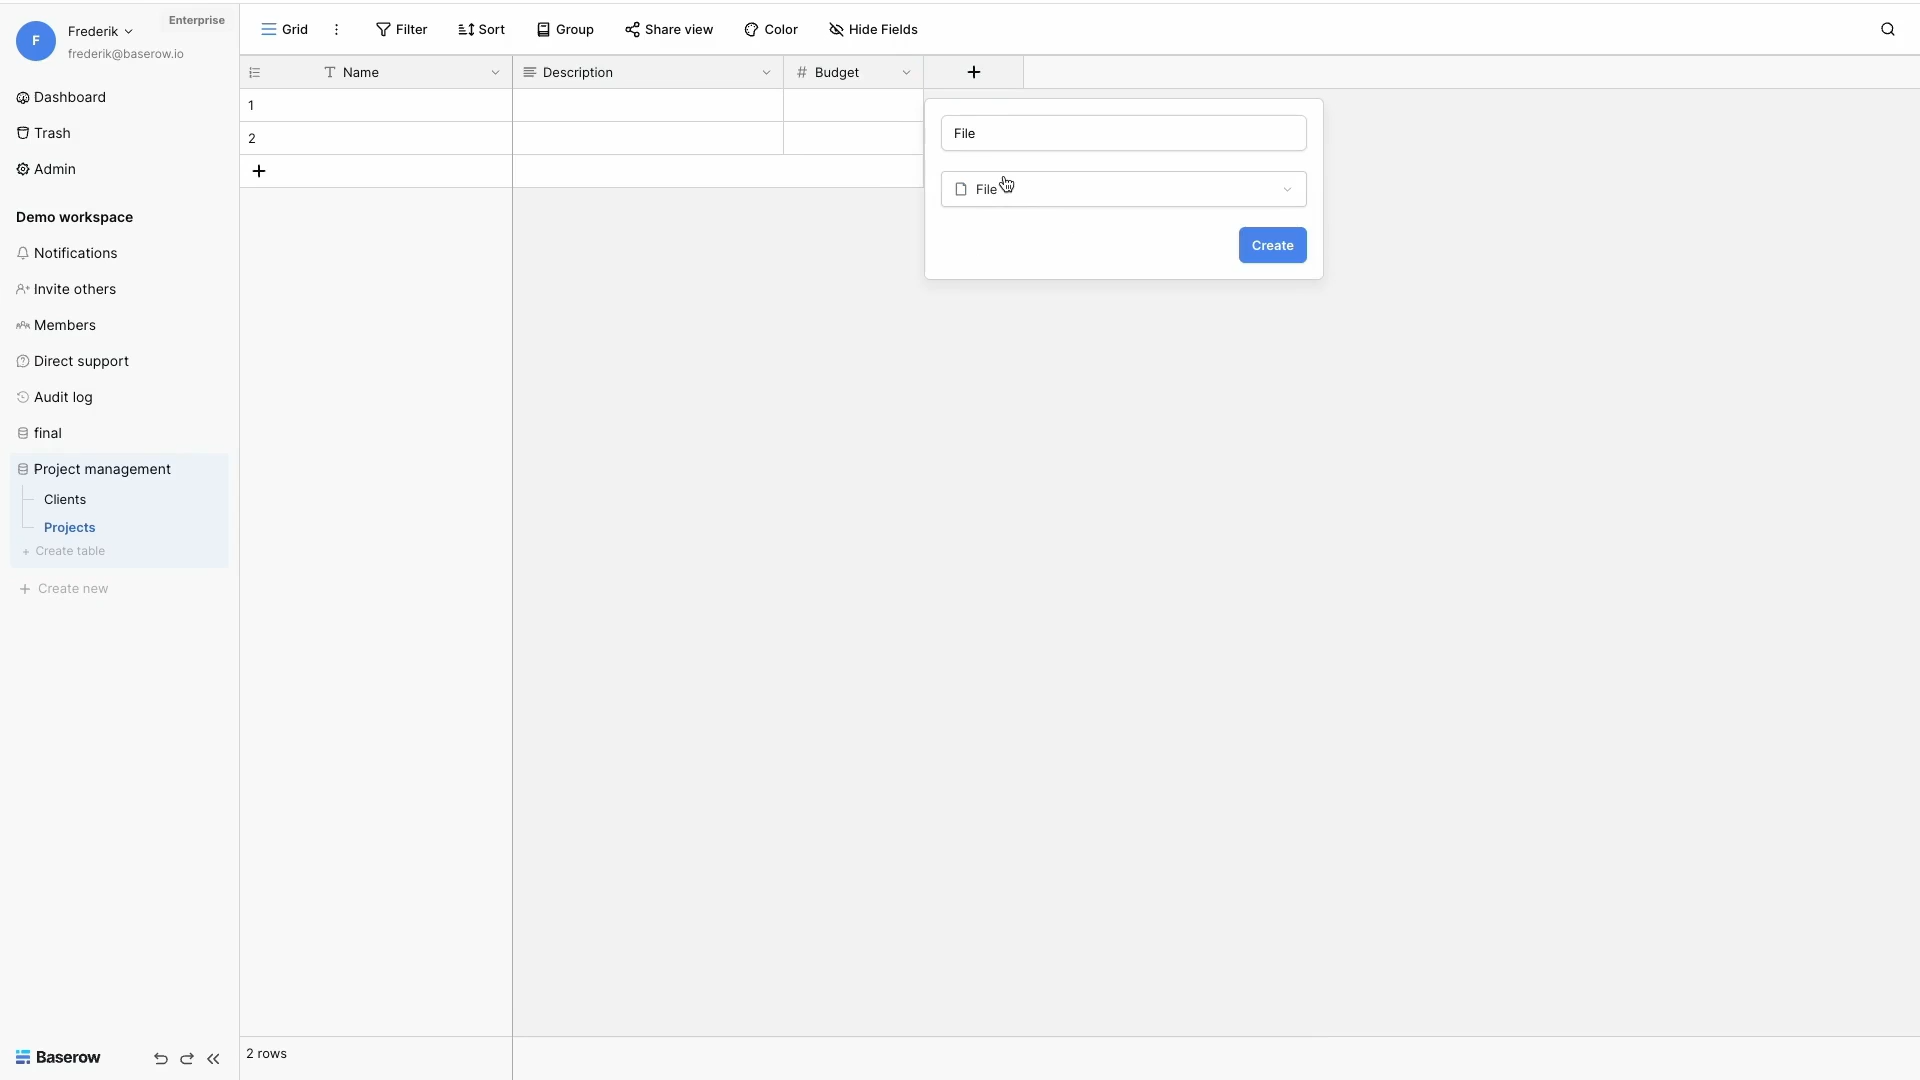 F
Frederik
Enterprise
frederik@baserow.io
Dashboard
Trash
Admin
Demo workspace
Notifications
Invite others
Members
Direct support
Audit log
final
Project management
Clients
Projects
+ Create table
+ Create new
Baserow
Grid
Filter
Sort
Group
Share view
Color
Hide Fields
Name
Description
# Budget
+
1
2
+
File
File
Create
2 rows